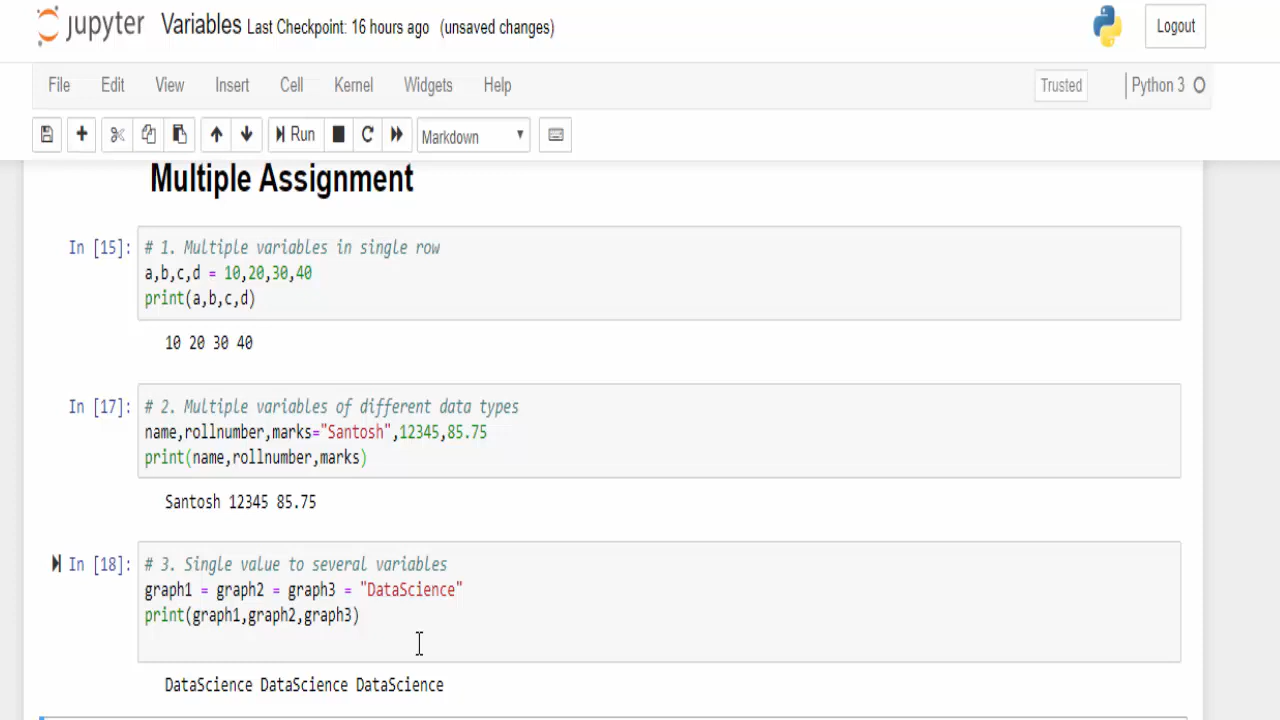 jupyter Variables Last Checkpoint: 16 hours ago (unsaved changes) Logout
File Edit View Insert Cell Kernel Widgets Help Trusted Python 3
Run Markdown
Multiple Assignment
In [15]: # 1. Multiple variables in single row
a,b,c,d = 10,20,30,40
print(a,b,c,d)
10 20 30 40
In [17]: # 2. Multiple variables of different data types
name,rollnumber,marks="Santosh",12345,85.75
print(name,rollnumber,marks)
Santosh 12345 85.75
In [18]: # 3. Single value to several variables
graph1 = graph2 = graph3 = "DataScience"
print(graph1,graph2,graph3)
DataScience DataScience DataScience